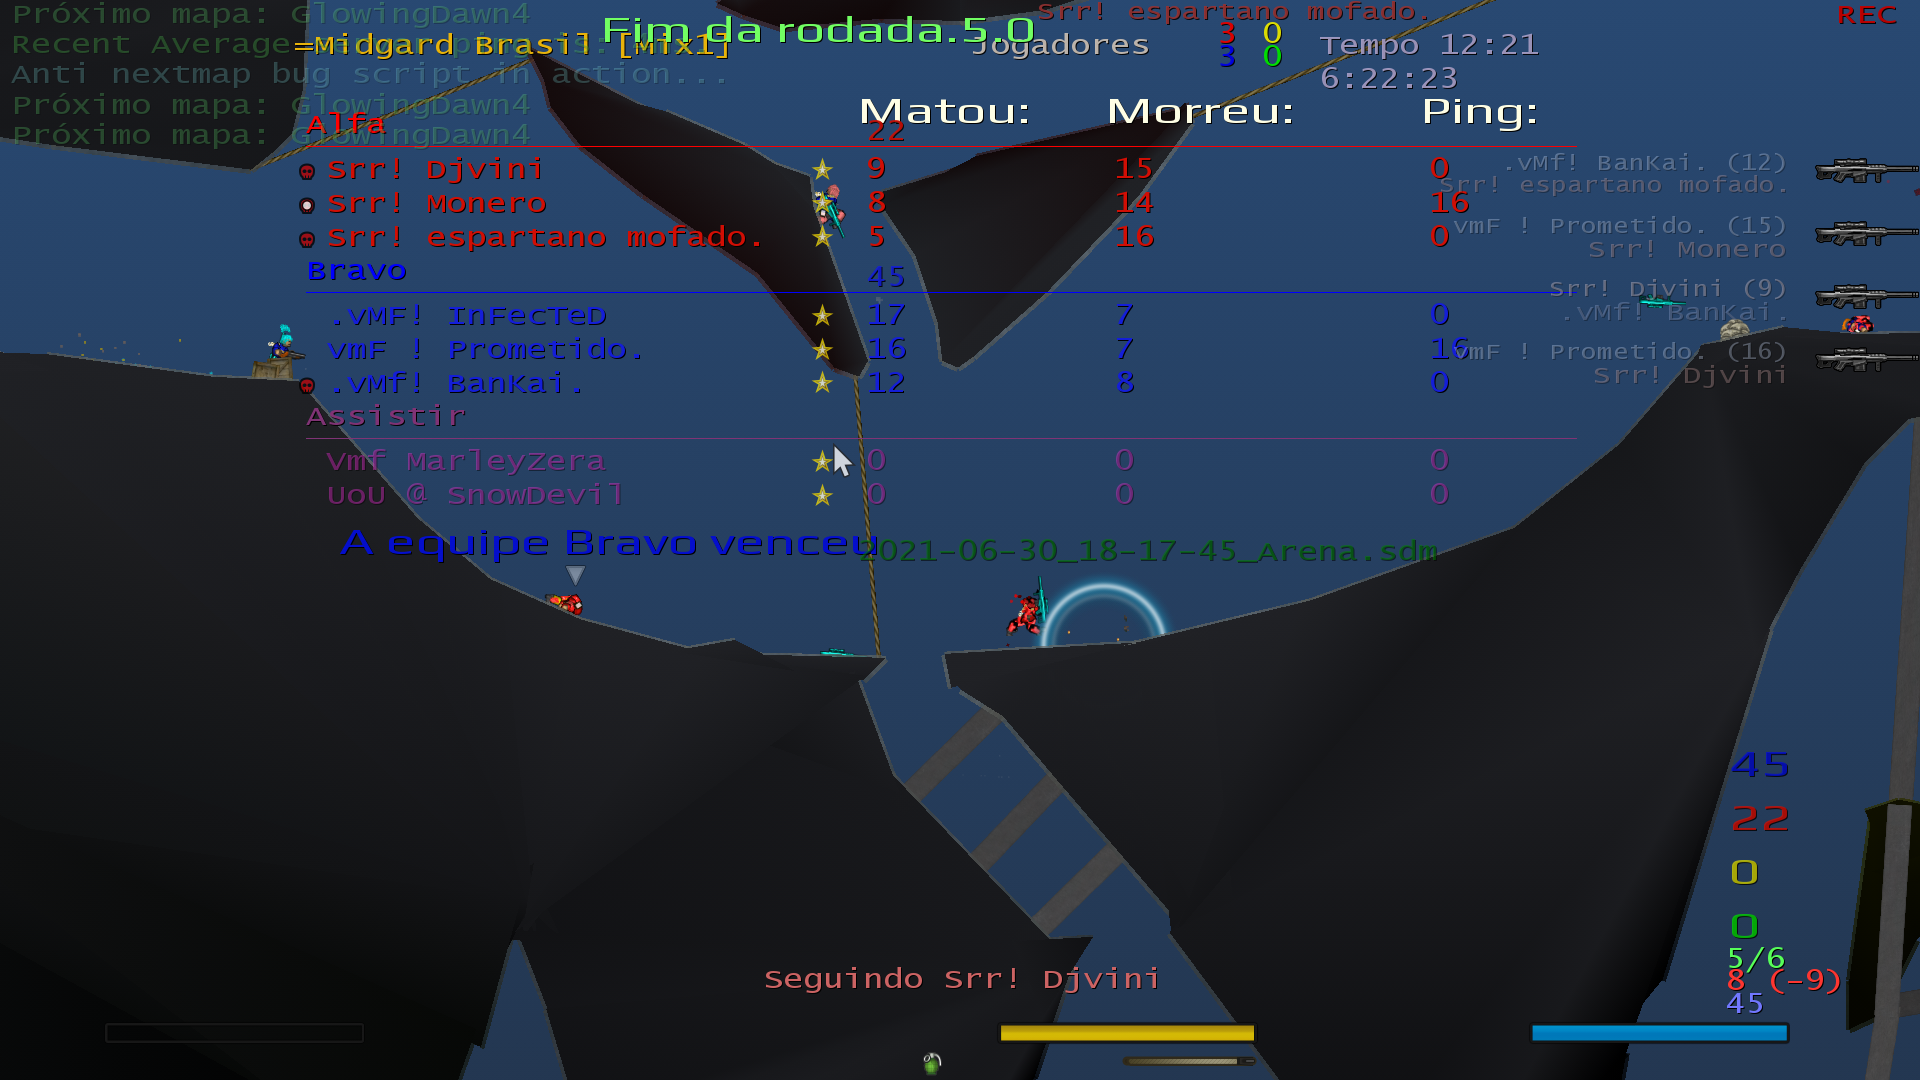 Próximo mapa: GlowingDawn4
Recent Average
Anti nextmap bug script in action...
Próximo mapa: GlowingDawn4
Próximo mapa: GlowingDawn4
Fim da rodada.5.0
=Midgard Brasil [Mix1]
Jogadores
3 0
3 0
Srr! espartano mofado.
Tempo 12:21
6:22:23
REC
Matou: Morreu: Ping:
Alfa 22
Srr! Djvini 9 15 0
Srr! Monero 8 14 16
Srr! espartano mofado. 5 16 0
Bravo 45
.vMF! InFecTeD 17 7 0
vmF ! Prometido. 16 7 16
.vMf! BanKai. 12 8 0
Assistir
Vmf MarleyZera 0 0 0
UoU @ SnowDevil 0 0 0
A equipe Bravo venceu
2021-06-30_18-17-45_Arena.sdm
.vMf! BanKai. (12)
Srr! espartano mofado.
vmF ! Prometido. (15)
Srr! Monero
Srr! Djvini (9)
.vMf! BanKai.
vmF ! Prometido. (16)
Srr! Djvini
45
22
0
0
5/6
8 (-9)
45
Seguindo Srr! Djvini